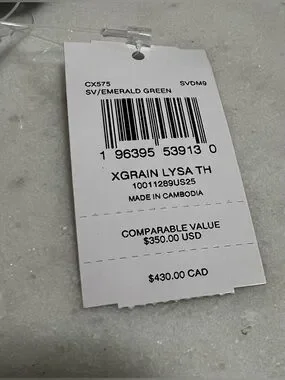 CX575 SVDM9
SV/EMERALD GREEN
1 96395 53913 0
XGRAIN LYSA TH
10011289US25
MADE IN CAMBODIA
COMPARABLE VALUE
$350.00 USD
$430.00 CAD